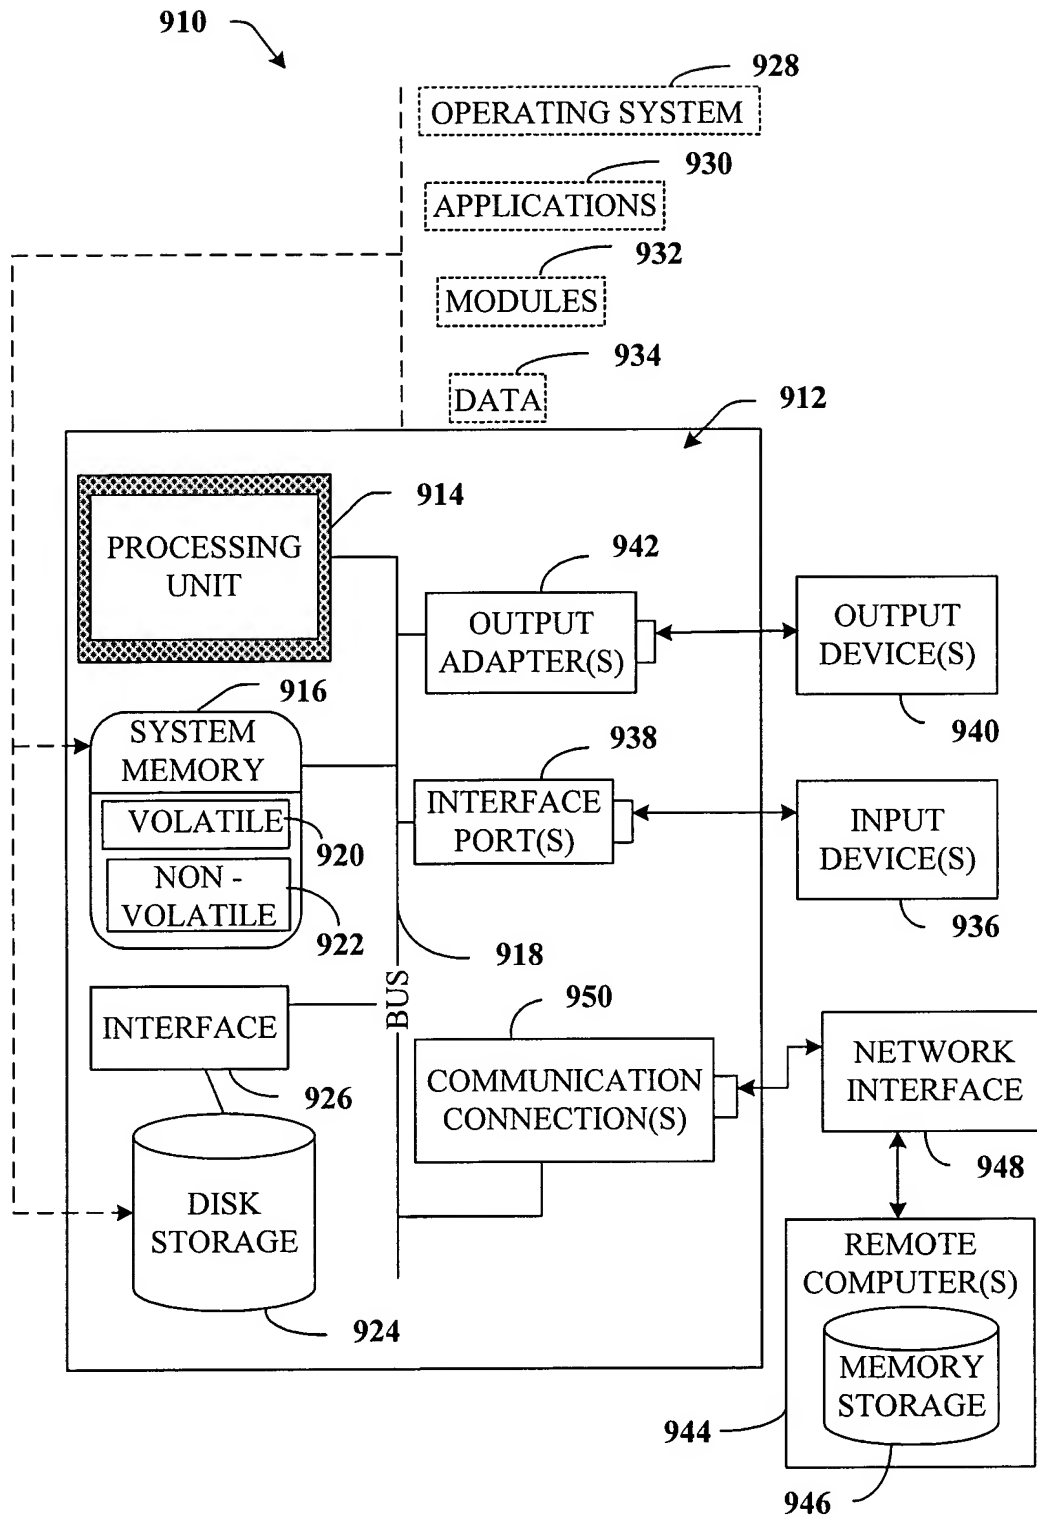 910
928
OPERATING SYSTEM
930
APPLICATIONS
932
MODULES
934
DATA
912
914
PROCESSING
UNIT
942
OUTPUT
ADAPTER(S)
OUTPUT
DEVICE(S)
940
916
SYSTEM
MEMORY
VOLATILE
920
NON -
VOLATILE
922
938
INTERFACE
PORT(S)
INPUT
DEVICE(S)
936
918
BUS
INTERFACE
926
950
COMMUNICATION
CONNECTION(S)
NETWORK
INTERFACE
948
DISK
STORAGE
924
REMOTE
COMPUTER(S)
MEMORY
STORAGE
944
946